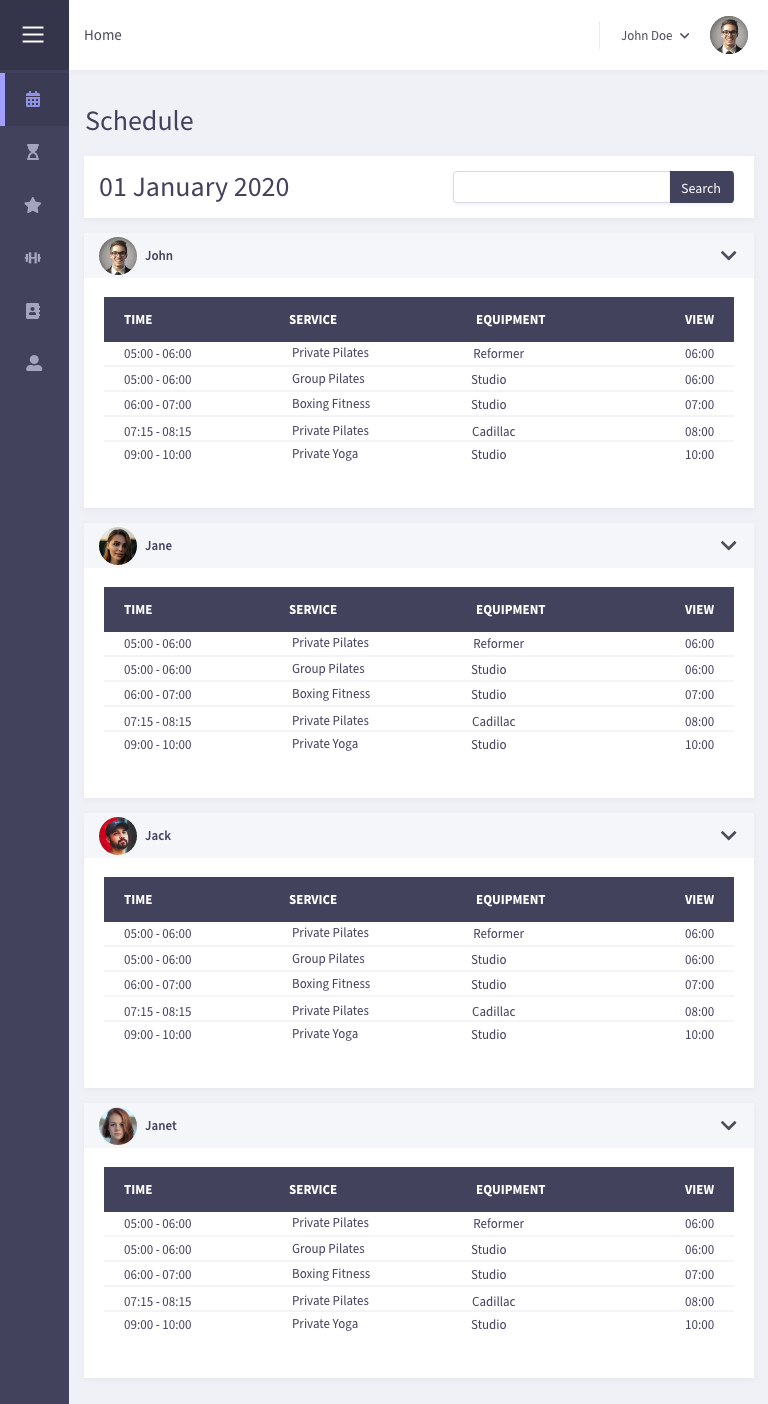 Home
John Doe
Schedule
01 January 2020
Search
John
TIME SERVICE EQUIPMENT VIEW
05:00 - 06:00 Private Pilates Reformer 06:00
05:00 - 06:00 Group Pilates Studio 06:00
06:00 - 07:00 Boxing Fitness Studio 07:00
07:15 - 08:15 Private Pilates Cadillac 08:00
09:00 - 10:00 Private Yoga Studio 10:00
Jane
TIME SERVICE EQUIPMENT VIEW
05:00 - 06:00 Private Pilates Reformer 06:00
05:00 - 06:00 Group Pilates Studio 06:00
06:00 - 07:00 Boxing Fitness Studio 07:00
07:15 - 08:15 Private Pilates Cadillac 08:00
09:00 - 10:00 Private Yoga Studio 10:00
Jack
TIME SERVICE EQUIPMENT VIEW
05:00 - 06:00 Private Pilates Reformer 06:00
05:00 - 06:00 Group Pilates Studio 06:00
06:00 - 07:00 Boxing Fitness Studio 07:00
07:15 - 08:15 Private Pilates Cadillac 08:00
09:00 - 10:00 Private Yoga Studio 10:00
Janet
TIME SERVICE EQUIPMENT VIEW
05:00 - 06:00 Private Pilates Reformer 06:00
05:00 - 06:00 Group Pilates Studio 06:00
06:00 - 07:00 Boxing Fitness Studio 07:00
07:15 - 08:15 Private Pilates Cadillac 08:00
09:00 - 10:00 Private Yoga Studio 10:00